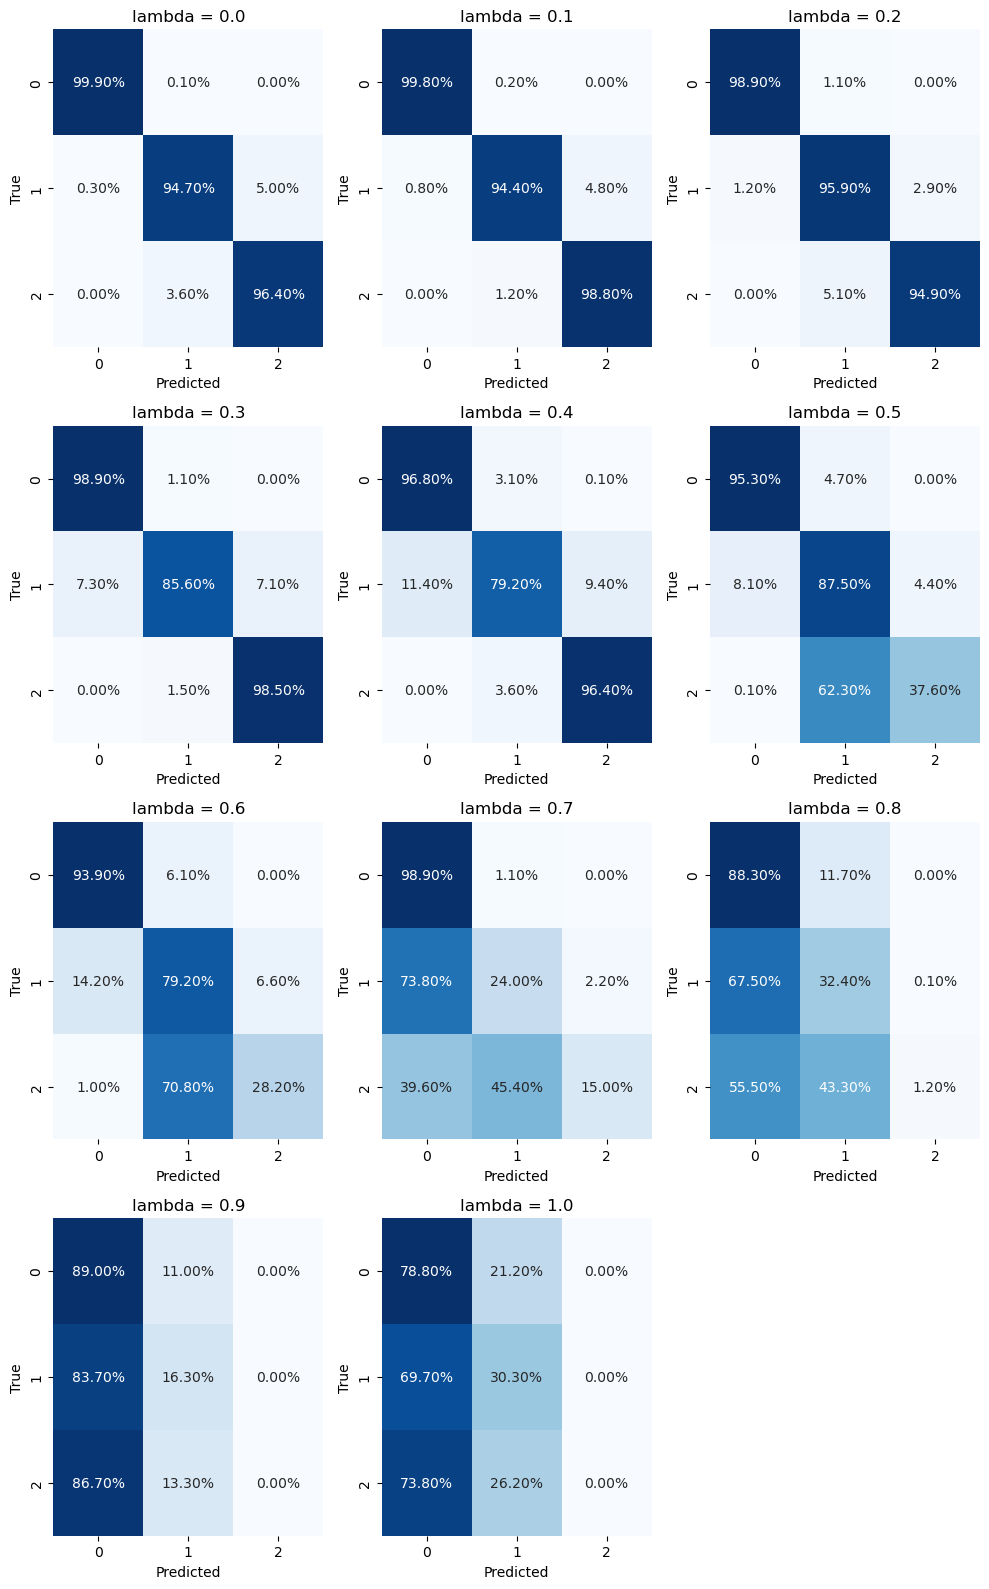 lambda = 0.0 lambda = 0.1 lambda = 0.2
0 99.90% 0.10% 0.00% 0 99.80% 0.20% 0.00% 0 98.90% 1.10% 0.00%
True 1 0.30% 94.70% 5.00% True 1 0.80% 94.40% 4.80% True 1 1.20% 95.90% 2.90%
2 0.00% 3.60% 96.40% 2 0.00% 1.20% 98.80% 2 0.00% 5.10% 94.90%
0 1 2 0 1 2 0 1 2
Predicted Predicted Predicted
lambda = 0.3 lambda = 0.4 lambda = 0.5
0 98.90% 1.10% 0.00% 0 96.80% 3.10% 0.10% 0 95.30% 4.70% 0.00%
True 1 7.30% 85.60% 7.10% True 1 11.40% 79.20% 9.40% True 1 8.10% 87.50% 4.40%
2 0.00% 1.50% 98.50% 2 0.00% 3.60% 96.40% 2 0.10% 62.30% 37.60%
0 1 2 0 1 2 0 1 2
Predicted Predicted Predicted
lambda = 0.6 lambda = 0.7 lambda = 0.8
0 93.90% 6.10% 0.00% 0 98.90% 1.10% 0.00% 0 88.30% 11.70% 0.00%
True 1 14.20% 79.20% 6.60% True 1 73.80% 24.00% 2.20% True 1 67.50% 32.40% 0.10%
2 1.00% 70.80% 28.20% 2 39.60% 45.40% 15.00% 2 55.50% 43.30% 1.20%
0 1 2 0 1 2 0 1 2
Predicted Predicted Predicted
lambda = 0.9 lambda = 1.0
0 89.00% 11.00% 0.00% 0 78.80% 21.20% 0.00%
True 1 83.70% 16.30% 0.00% True 1 69.70% 30.30% 0.00%
2 86.70% 13.30% 0.00% 2 73.80% 26.20% 0.00%
0 1 2 0 1 2
Predicted Predicted